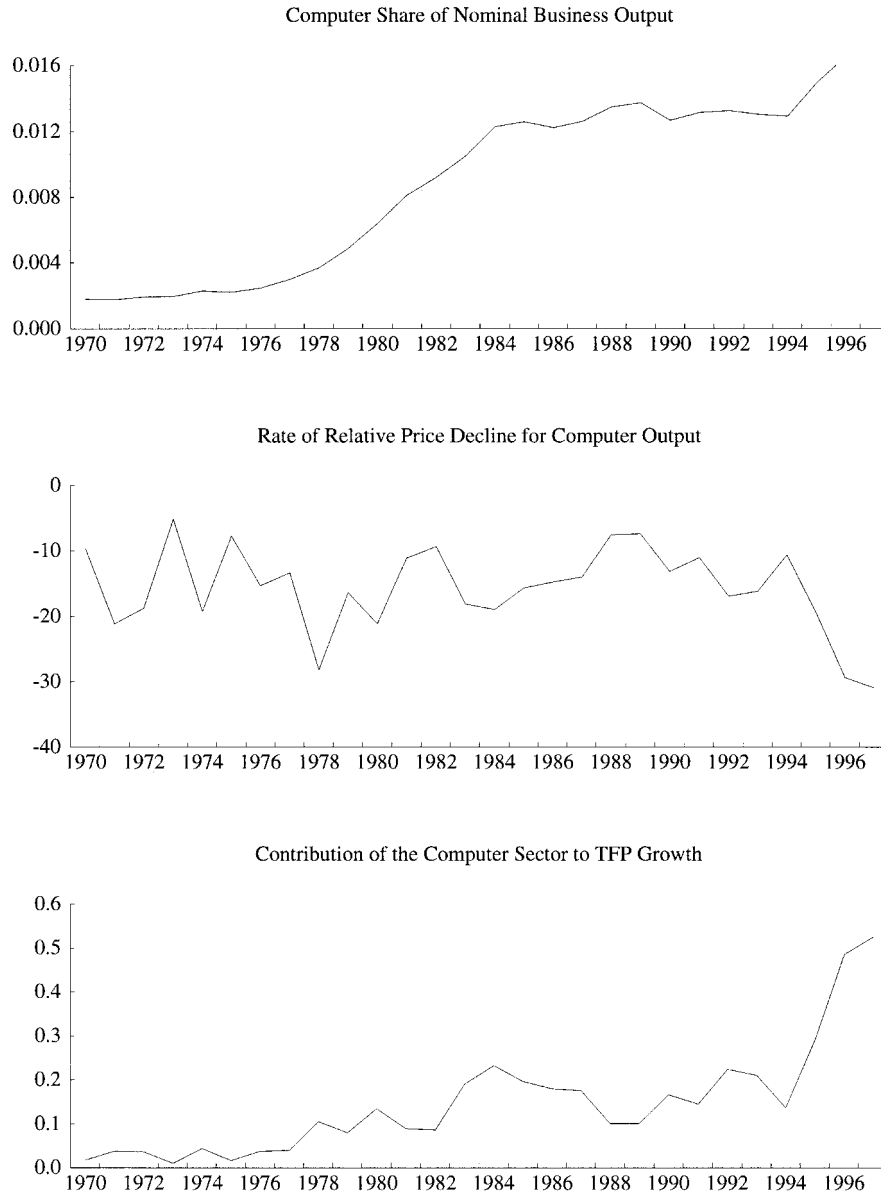 Computer Share of Nominal Business Output
0.016
0.012
0.008
0.004
0.000
1970 1972 1974 1976 1978 1980 1982 1984 1986 1988 1990 1992 1994 1996
Rate of Relative Price Decline for Computer Output
0
-10
-20
-30
-40
1970 1972 1974 1976 1978 1980 1982 1984 1986 1988 1990 1992 1994 1996
Contribution of the Computer Sector to TFP Growth
0.6
0.5
0.4
0.3
0.2
0.1
0.0
1970 1972 1974 1976 1978 1980 1982 1984 1986 1988 1990 1992 1994 1996